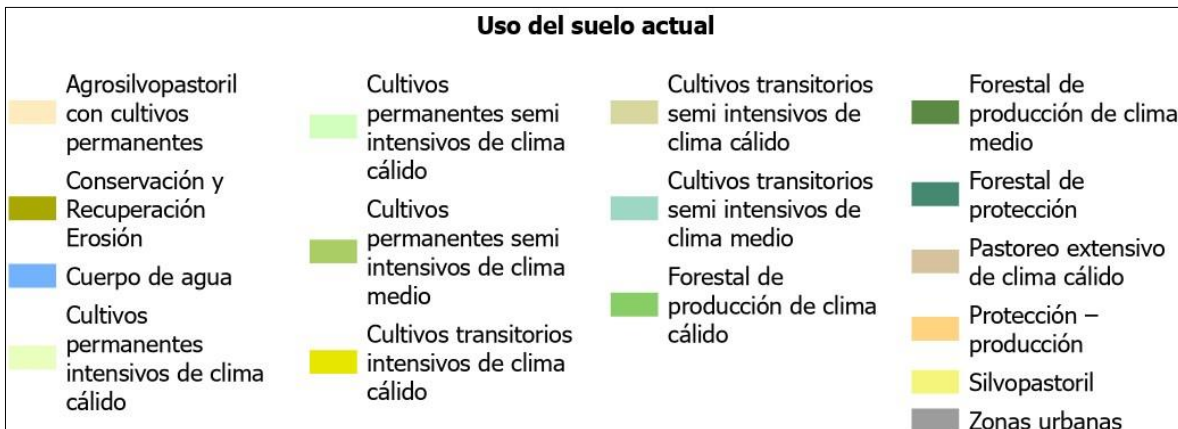 Uso del suelo actual
Agrosilvopastoril
con cultivos
permanentes
Conservación y
Recuperación
Erosión
Cuerpo de agua
Cultivos
permanentes
intensivos de clima
cálido
Cultivos
permanentes semi
intensivos de clima
cálido
Cultivos
permanentes semi
intensivos de clima
medio
Cultivos transitorios
intensivos de clima
cálido
Cultivos transitorios
semi intensivos de
clima cálido
Cultivos transitorios
semi intensivos de
clima medio
Forestal de
producción de clima
cálido
Forestal de
producción de clima
medio
Forestal de
protección
Pastoreo extensivo
de clima cálido
Protección –
producción
Silvopastoril
Zonas urbanas